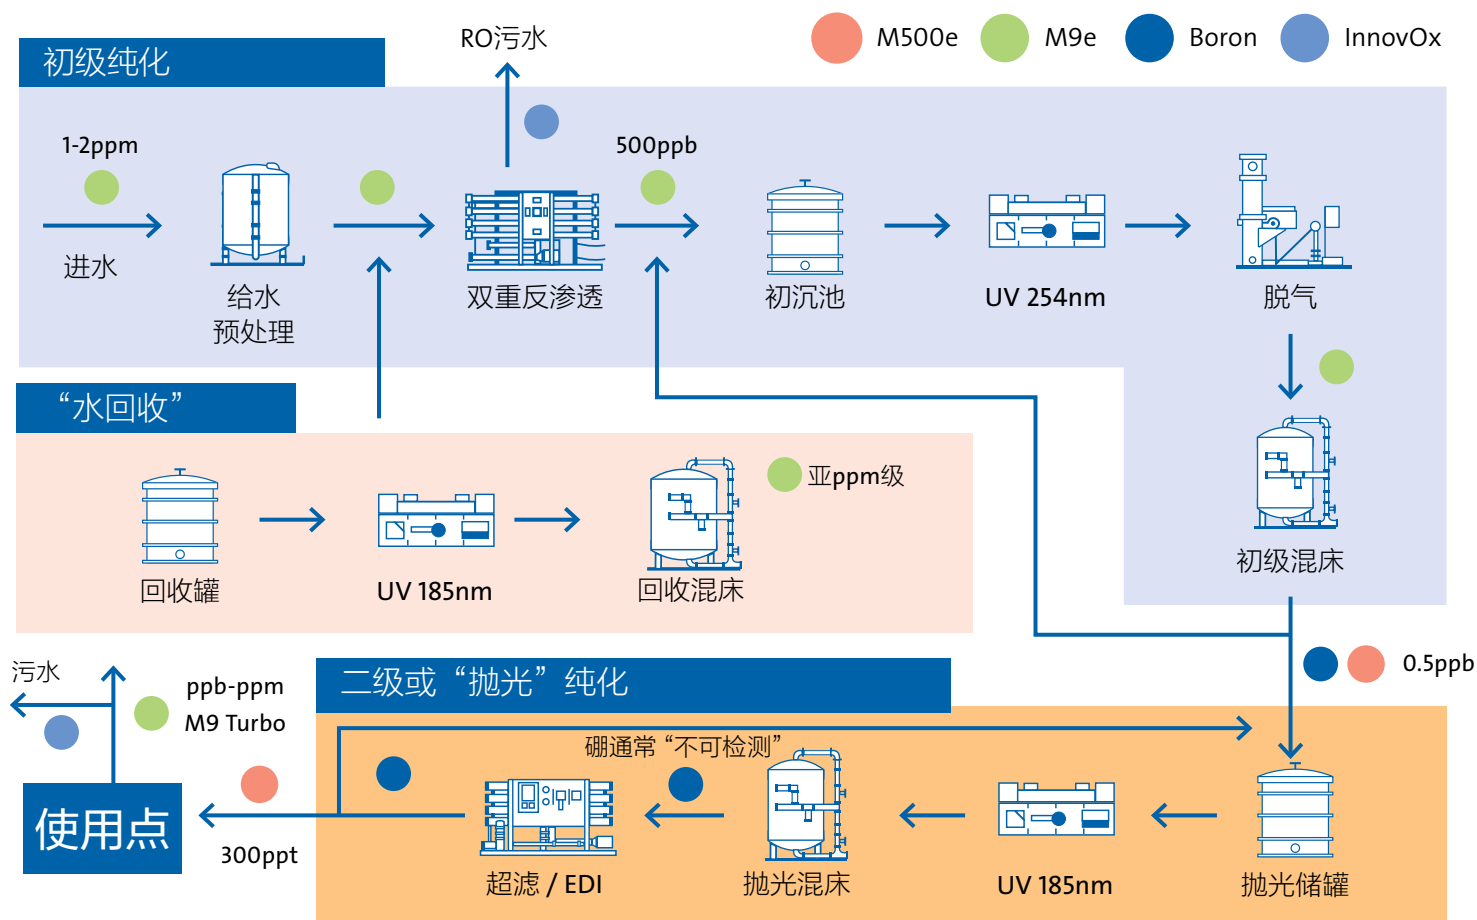 M500e
M9e
Boron
InnovOx
初级纯化
RO污水
1-2ppm
500ppb
进水
给水
预处理
双重反渗透
初沉池
UV 254nm
脱气
“水回收”
亚ppm级
回收罐
UV 185nm
回收混床
初级混床
0.5ppb
污水
ppb-ppm
M9 Turbo
使用点
300ppt
二级或“抛光”纯化
硼通常“不可检测”
超滤 / EDI
抛光混床
UV 185nm
抛光储罐